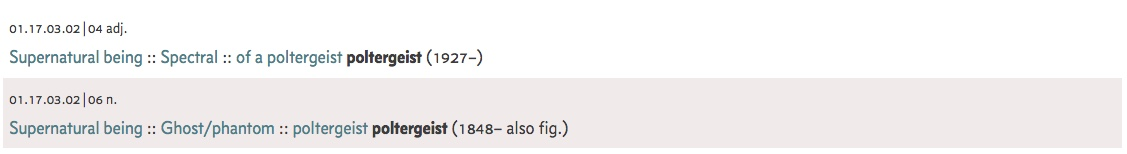 01.17.03.02|04 adj.
Supernatural being :: Spectral :: of a poltergeist poltergeist (1927–)
01.17.03.02|06 n.
Supernatural being :: Ghost/phantom :: poltergeist poltergeist (1848– also fig.)